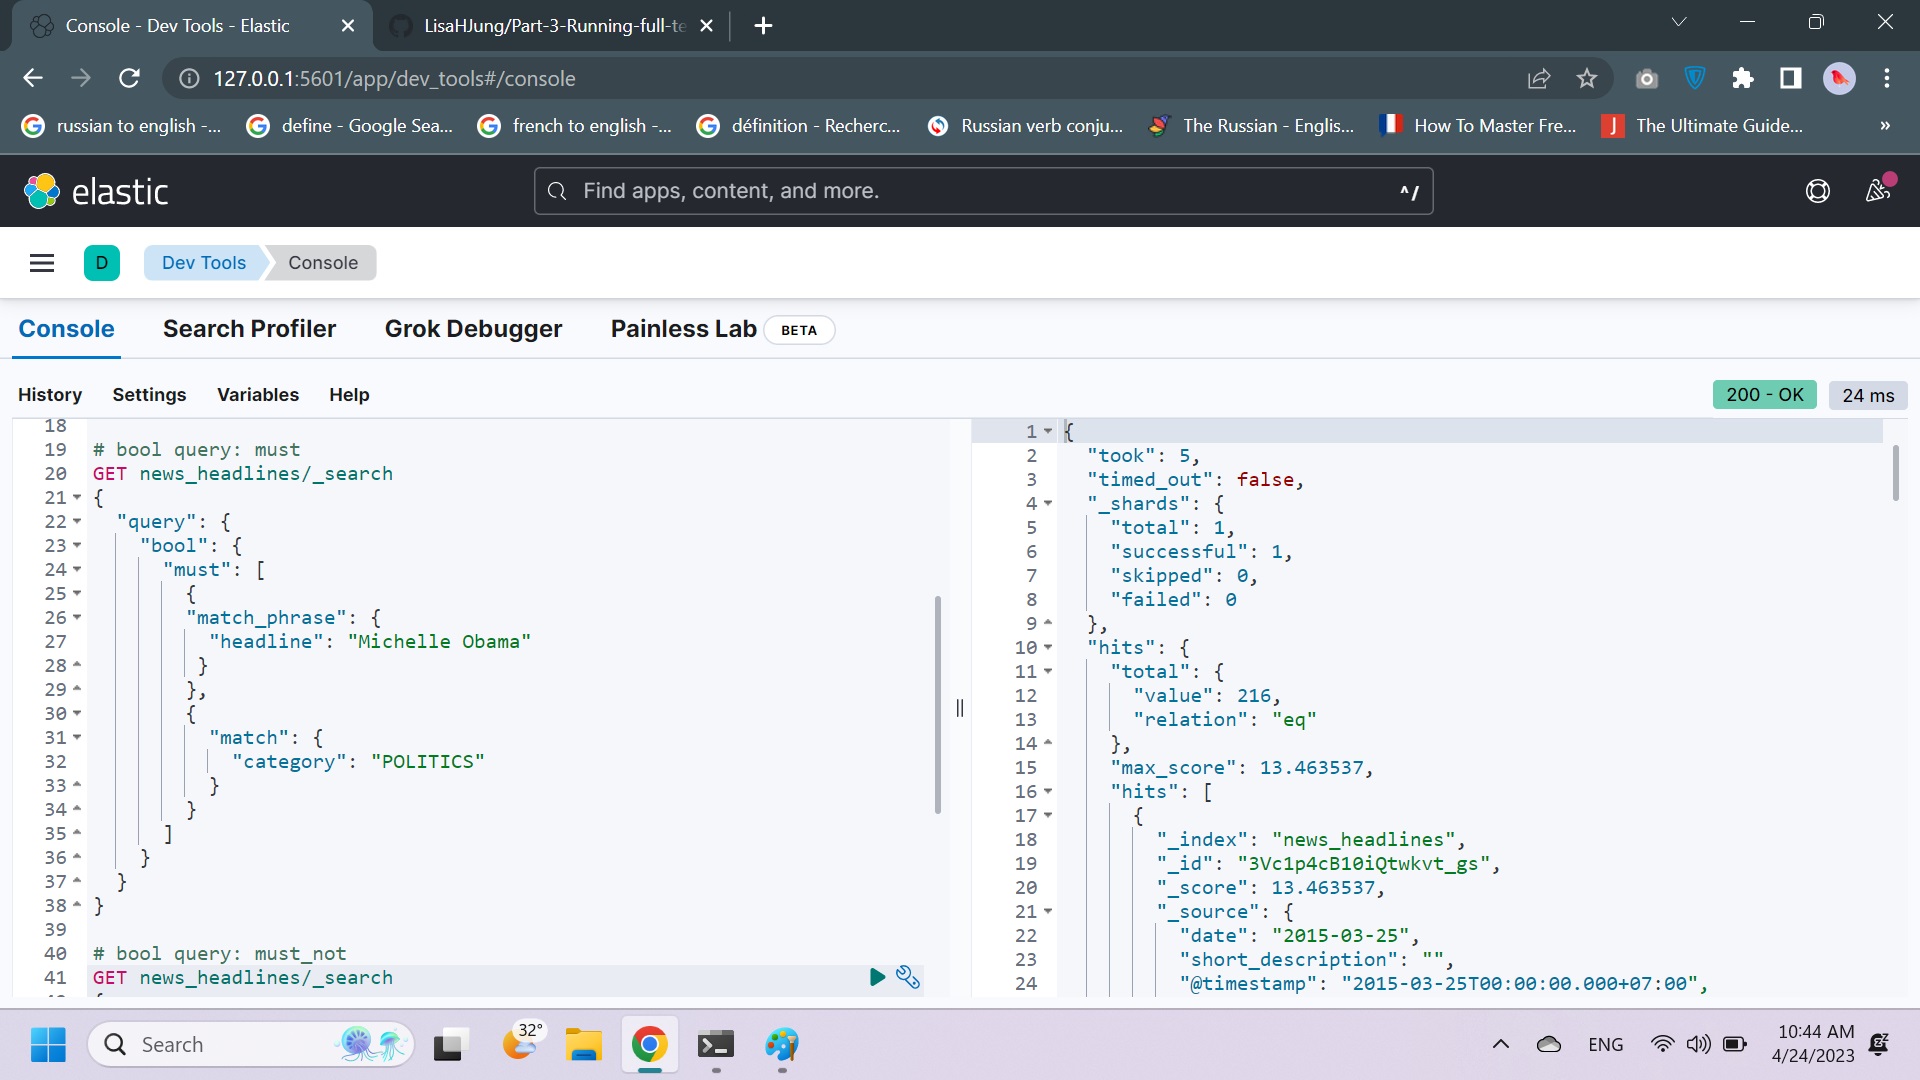 Console - Dev Tools - Elastic
LisaHJung/Part-3-Running-full-te
127.0.0.1:5601/app/dev_tools#/console
russian to english -...
define - Google Sea...
french to english -...
définition - Recherc...
Russian verb conju...
The Russian - Englis...
How To Master Fre...
J The Ultimate Guide...
»
elastic
Find apps, content, and more.
^/
D
Dev Tools
Console
Console
Search Profiler
Grok Debugger
Painless Lab
BETA
History
Settings
Variables
Help
200 - OK
24 ms
18
19 # bool query: must
20 GET news_headlines/_search
21 {
22 "query": {
23 "bool": {
24 "must": [
25 {
26 "match_phrase": {
27 "headline": "Michelle Obama"
28 }
29 },
30 {
31 "match": {
32 "category": "POLITICS"
33 }
34 }
35 ]
36 }
37 }
38 }
39
40 # bool query: must_not
41 GET news_headlines/_search
1 {
2 "took": 5,
3 "timed_out": false,
4 "_shards": {
5 "total": 1,
6 "successful": 1,
7 "skipped": 0,
8 "failed": 0
9 },
10 "hits": {
11 "total": {
12 "value": 216,
13 "relation": "eq"
14 },
15 "max_score": 13.463537,
16 "hits": [
17 {
18 "_index": "news_headlines",
19 "_id": "3Vc1p4cB10iQtwkvt_gs",
20 "_score": 13.463537,
21 "_source": {
22 "date": "2015-03-25",
23 "short_description": "",
24 "@timestamp": "2015-03-25T00:00:00.000+07:00",
Search
32°
ENG
10:44 AM
4/24/2023